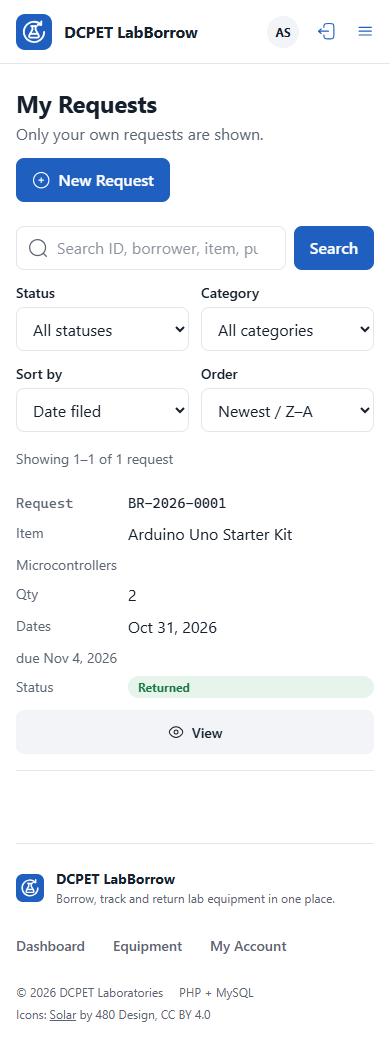 DCPET LabBorrow
AS
My Requests
Only your own requests are shown.
New Request
Search ID, borrower, item, pu
Search
Status
Category
All statuses
All categories
Sort by
Order
Date filed
Newest / Z–A
Showing 1–1 of 1 request
Request BR-2026-0001
Item Arduino Uno Starter Kit
Microcontrollers
Qty 2
Dates Oct 31, 2026
due Nov 4, 2026
Status Returned
View
DCPET LabBorrow
Borrow, track and return lab equipment in one place.
Dashboard Equipment My Account
© 2026 DCPET Laboratories PHP + MySQL
Icons: Solar by 480 Design, CC BY 4.0